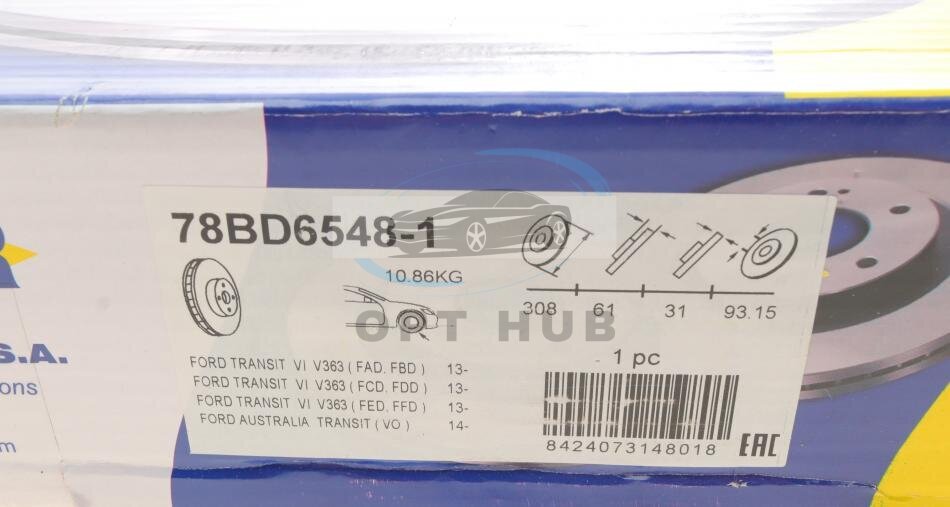 78BD6548-1
10.86KG
308 61 31 93.15
OPT HUB
1 pc
FORD TRANSIT VI V363 ( FAD. FBD ) 13-
FORD TRANSIT VI V363 ( FCD. FDD ) 13-
FORD TRANSIT VI V363 ( FED. FFD ) 13-
FORD AUSTRALIA TRANSIT ( VO ) 14-
8424073148018
EAC
S.A.